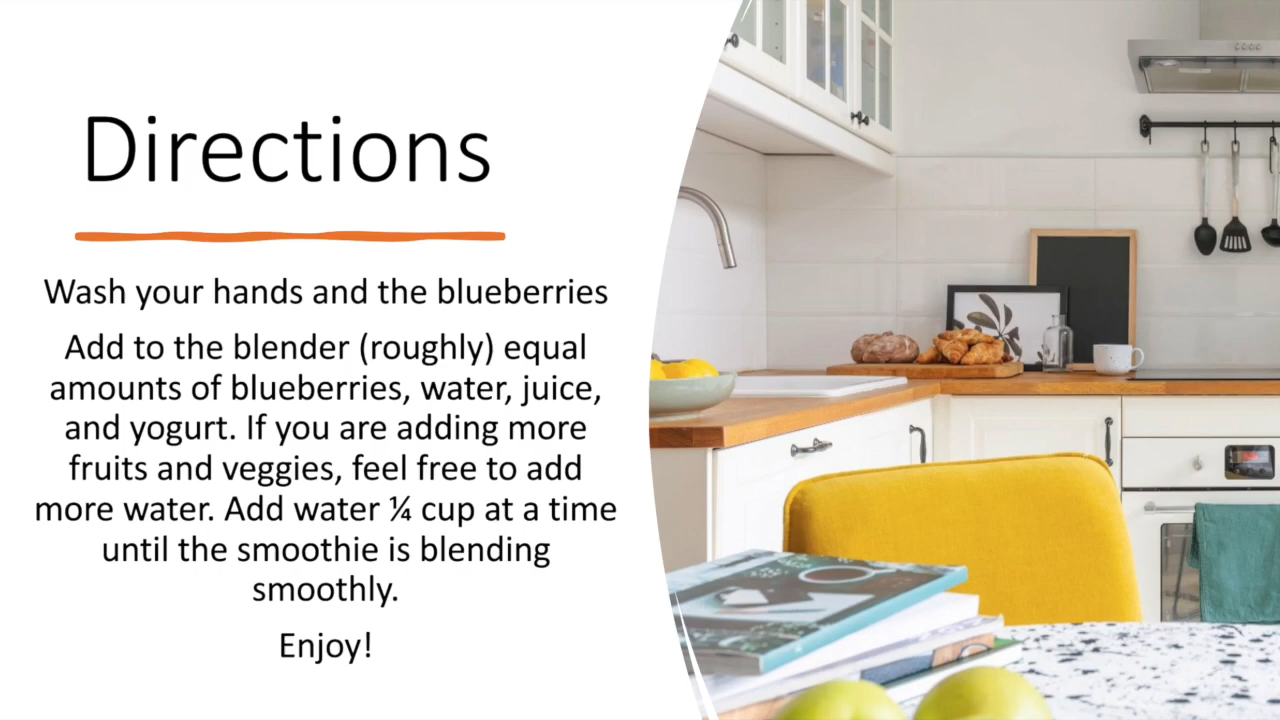 Directions
Wash your hands and the blueberries
Add to the blender (roughly) equal
amounts of blueberries, water, juice,
and yogurt. If you are adding more
fruits and veggies, feel free to add
more water. Add water ¼ cup at a time
until the smoothie is blending
smoothly.
Enjoy!